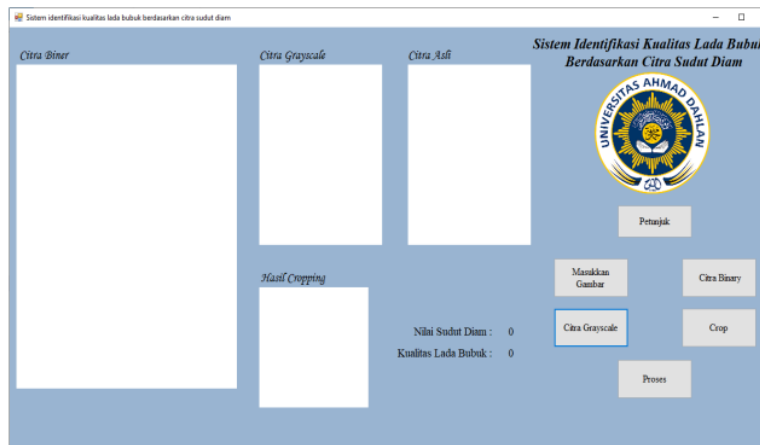 Sistem identifikasi kualitas lada bubuk berdasarkan citra sudut diam
Sistem Identifikasi Kualitas Lada Bubuk
Berdasarkan Citra Sudut Diam
Citra Biner
Citra Grayscale
Citra Asli
UNIVERSITAS AHMAD DAHLAN
Petunjuk
Masukkan
Gambar
Citra Binary
Hasil Cropping
Citra Grayscale
Crop
Nilai Sudut Diam : 0
Kualitas Lada Bubuk : 0
Proses